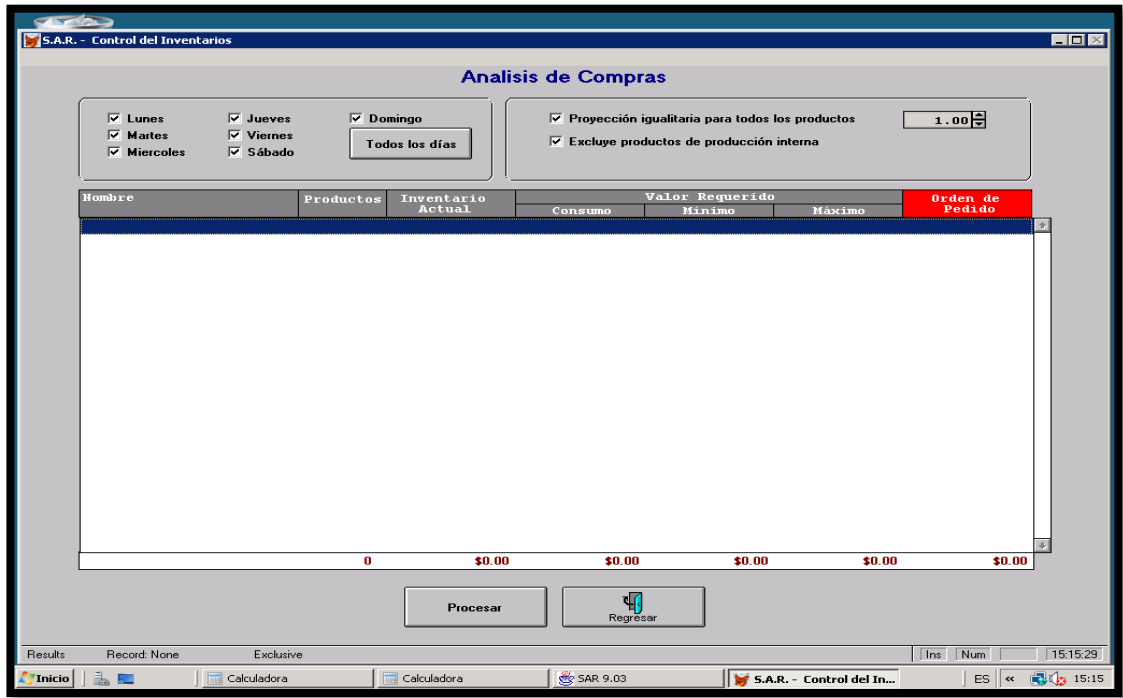 S.A.R. - Control del Inventarios
Analisis de Compras
Lunes Jueves Domingo
Martes Viernes
Miercoles Sábado
Todos los días
Proyección igualitaria para todos los productos 1.00
Excluye productos de producción interna
Nombre Productos Inventario Actual Valor Requerido Orden de Pedido
Consumo Mínimo Máximo
0 $0.00 $0.00 $0.00 $0.00 $0.00
Procesar Regresar
Results Record: None Exclusive Ins Num 15:15:29
Inicio Calculadora Calculadora SAR 9.03 S.A.R. - Control del In... ES « 15:15